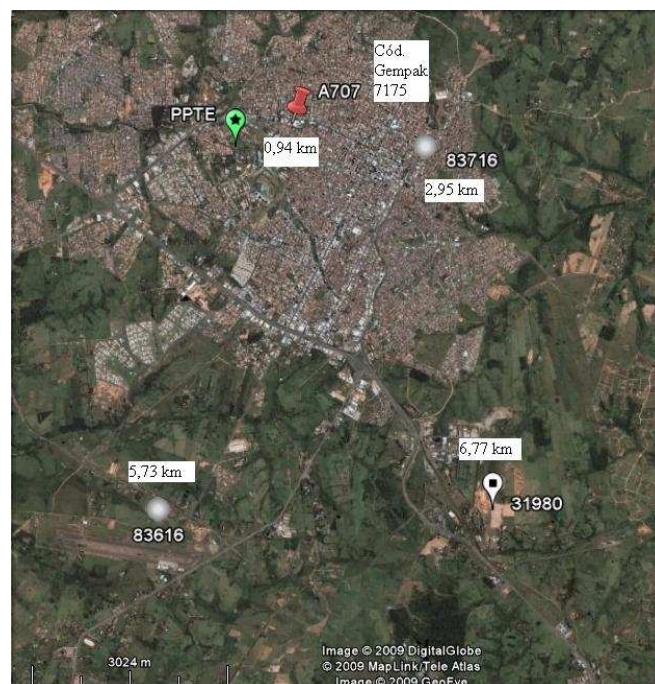 Cód.
Gempak
7175
A707
PPTE
0,94 km
83716
2,95 km
6,77 km
5,73 km
31980
83616
3024 m
Image © 2009 DigitalGlobe
© 2009 MapLink/Tele Atlas
Image © 2009 GeoEye